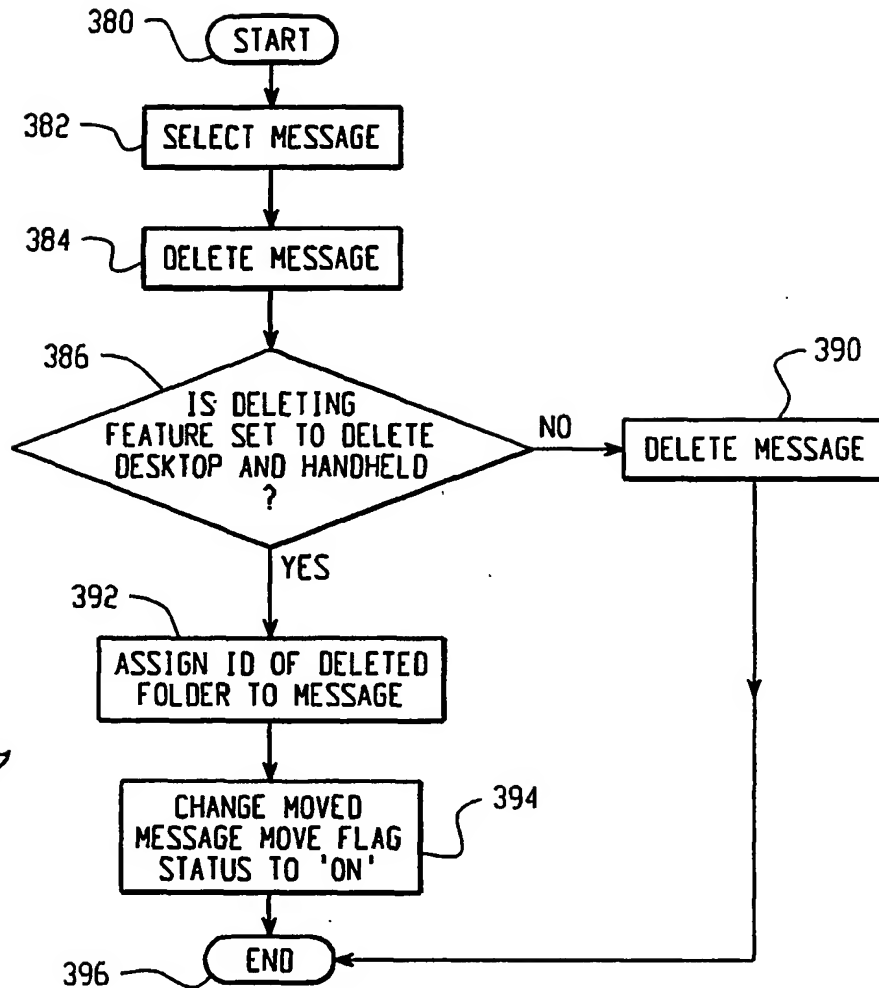 380
START
382
SELECT MESSAGE
384
DELETE MESSAGE
386
IS DELETING
FEATURE SET TO DELETE
DESKTOP AND HANDHELD
?
NO
390
DELETE MESSAGE
YES
392
ASSIGN ID OF DELETED
FOLDER TO MESSAGE
CHANGE MOVED
MESSAGE MOVE FLAG
STATUS TO 'ON'
394
END
396